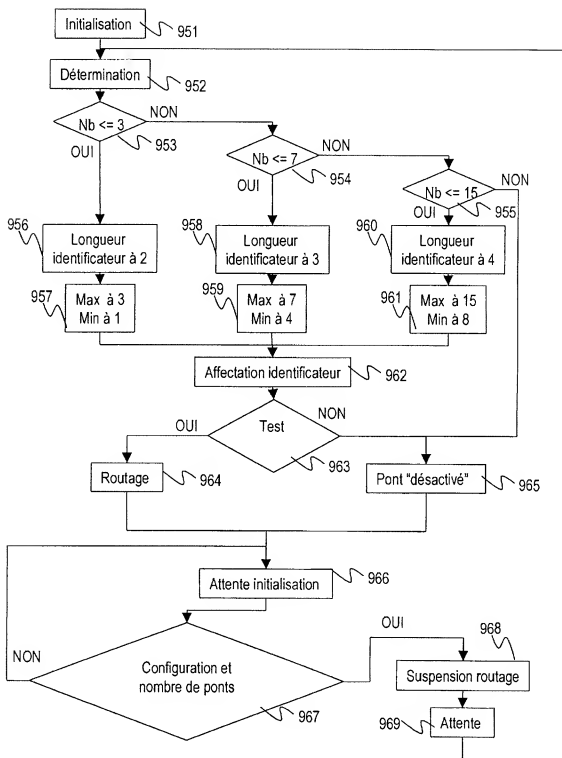 Initialisation
951
Détermination
952
Nb <= 3
953
NON
OUI
Nb <= 7
954
NON
OUI
Nb <= 15
955
NON
OUI
956
Longueur
identificateur à 2
958
Longueur
identificateur à 3
960
Longueur
identificateur à 4
957
Max à 3
Min à 1
959
Max à 7
Min à 4
961
Max à 15
Min à 8
Affectation identificateur
962
OUI
Test
NON
963
Routage
964
Pont “désactivé”
965
Attente initialisation
966
NON
Configuration et
nombre de ponts
967
OUI
968
Suspension routage
969
Attente